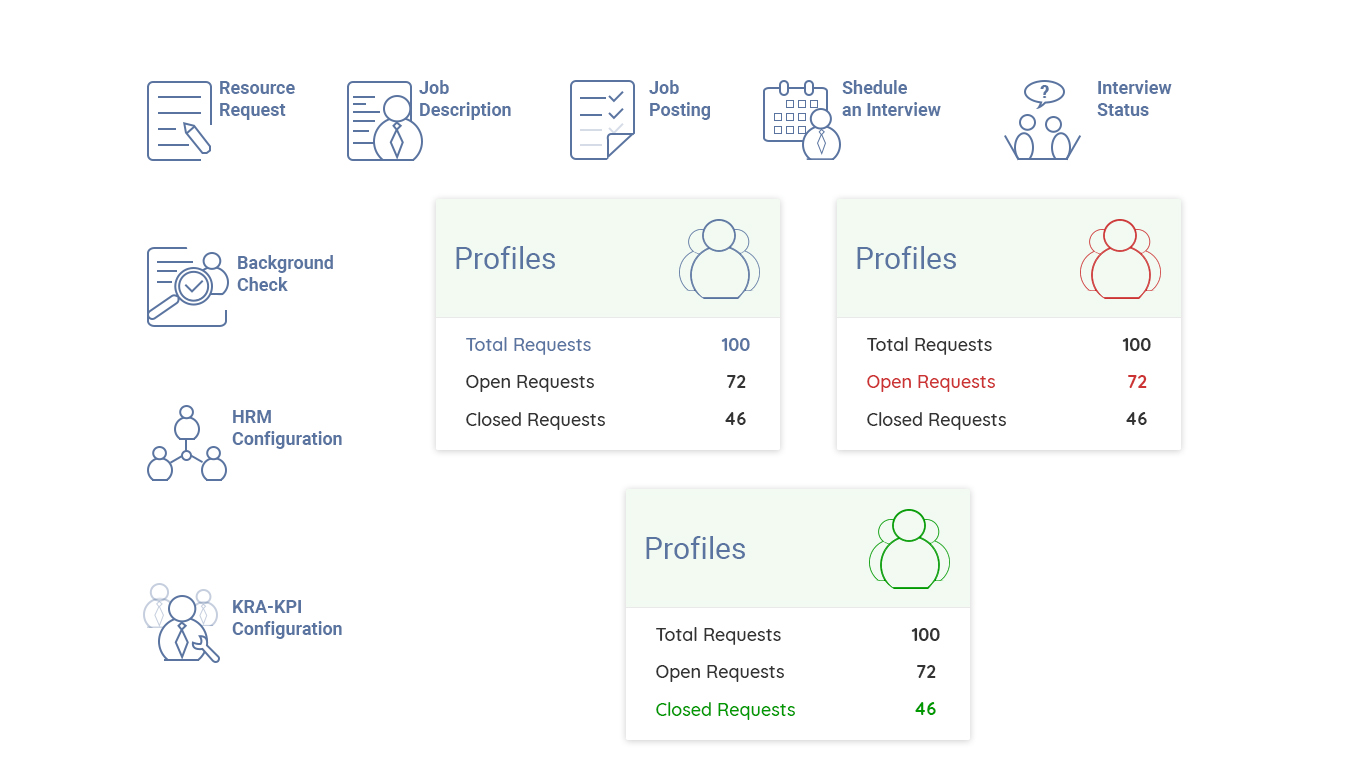 Resource
Request
Job
Description
Job
Posting
Shedule
an Interview
?
Interview
Status
Background
Check
HRM
Configuration
KRA-KPI
Configuration
Profiles
Total Requests 100
Open Requests 72
Closed Requests 46
Profiles
Total Requests 100
Open Requests 72
Closed Requests 46
Profiles
Total Requests 100
Open Requests 72
Closed Requests 46